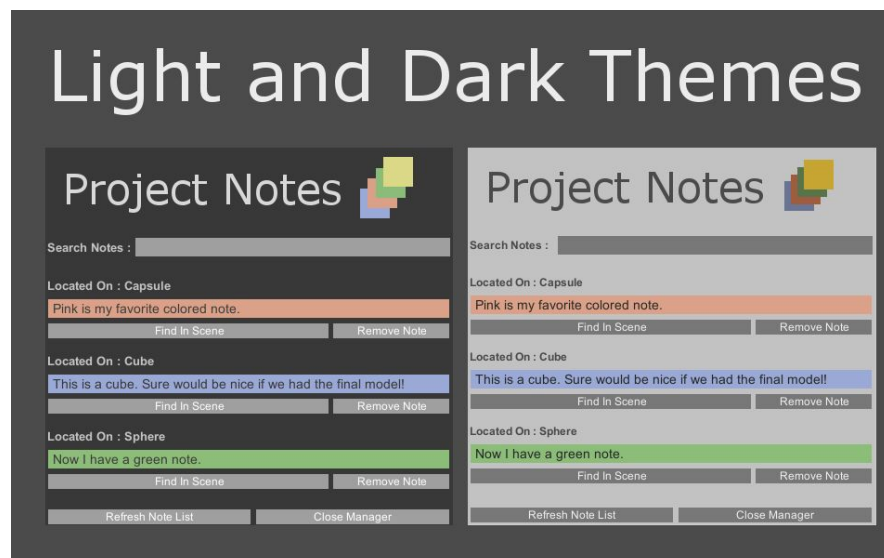 Light and Dark Themes
Project Notes
Search Notes :
Located On : Capsule
Pink is my favorite colored note.
Find In Scene Remove Note
Located On : Cube
This is a cube. Sure would be nice if we had the final model!
Find In Scene Remove Note
Located On : Sphere
Now I have a green note.
Find In Scene Remove Note
Refresh Note List Close Manager
Project Notes
Search Notes :
Located On : Capsule
Pink is my favorite colored note.
Find In Scene Remove Note
Located On : Cube
This is a cube. Sure would be nice if we had the final model!
Find In Scene Remove Note
Located On : Sphere
Now I have a green note.
Find In Scene Remove Note
Refresh Note List Close Manager